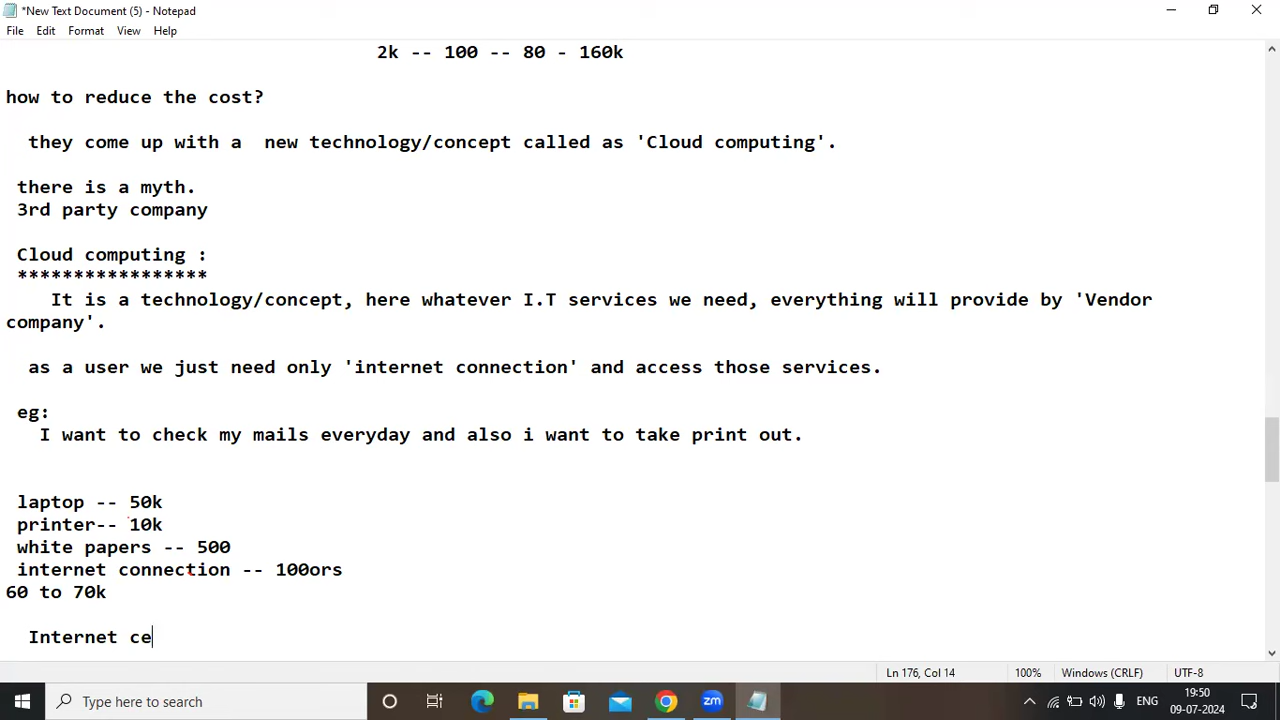 *New Text Document (5) - Notepad
File Edit Format View Help
2k -- 100 -- 80 - 160k
how to reduce the cost?
they come up with a  new technology/concept called as 'Cloud computing'.
there is a myth.
3rd party company
Cloud computing :
*****************
It is a technology/concept, here whatever I.T services we need, everything will provide by 'Vendor
company'.
as a user we just need only 'internet connection' and access those services.
eg:
I want to check my mails everyday and also i want to take print out.
laptop -- 50k
printer-- 10k
white papers -- 500
internet connection -- 100ors
60 to 70k
Internet ce
Ln 176, Col 14 100% Windows (CRLF) UTF-8
Type here to search zm ENG 19:50
09-07-2024